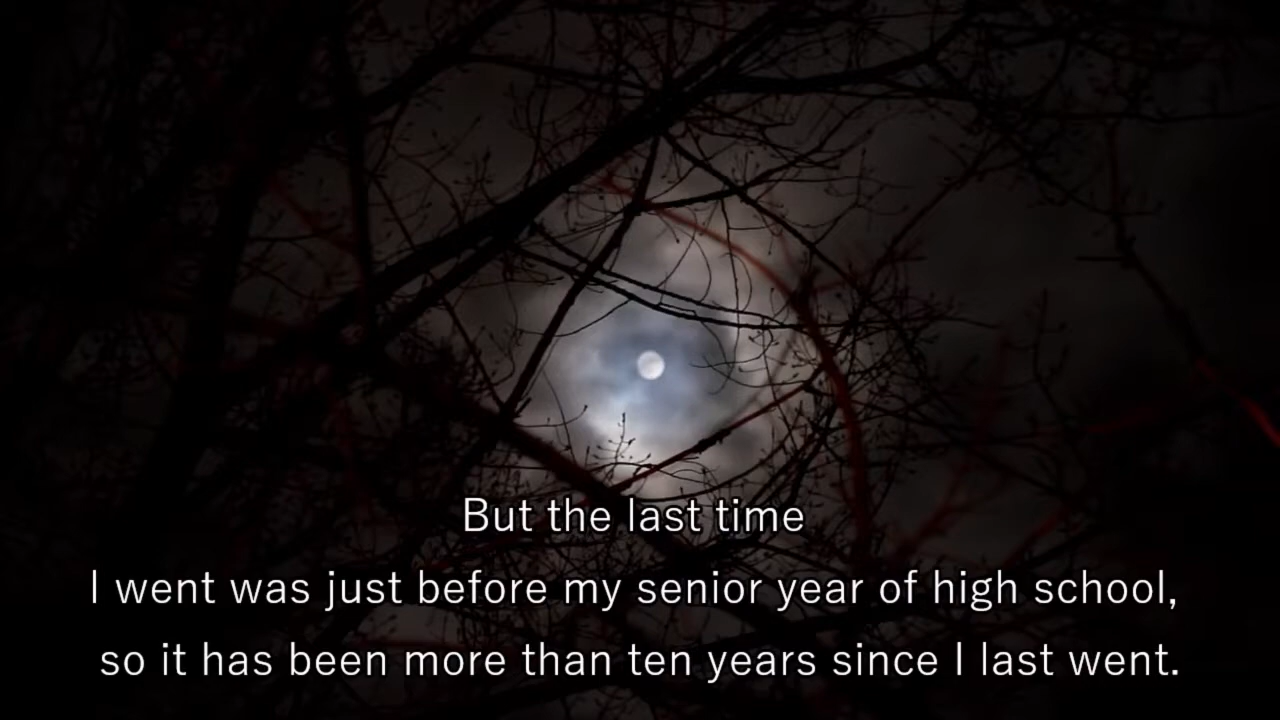 But the last time
I went was just before my senior year of high school,
so it has been more than ten years since I last went.